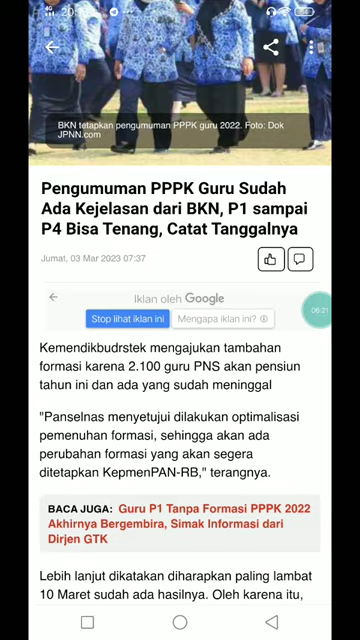 BKN tetapkan pengumuman PPPK guru 2022. Foto: Dok
JPNN.com
Pengumuman PPPK Guru Sudah
Ada Kejelasan dari BKN, P1 sampai
P4 Bisa Tenang, Catat Tanggalnya
Jumat, 03 Mar 2023 07:37
Iklan oleh Google
Stop lihat iklan ini
Mengapa iklan ini?
06:21
Kemendikbudrstek mengajukan tambahan
formasi karena 2.100 guru PNS akan pensiun
tahun ini dan ada yang sudah meninggal
"Panselnas menyetujui dilakukan optimalisasi
pemenuhan formasi, sehingga akan ada
perubahan formasi yang akan segera
ditetapkan KepmenPAN-RB," terangnya.
BACA JUGA: Guru P1 Tanpa Formasi PPPK 2022
Akhirnya Bergembira, Simak Informasi dari
Dirjen GTK
Lebih lanjut dikatakan diharapkan paling lambat
10 Maret sudah ada hasilnya. Oleh karena itu,